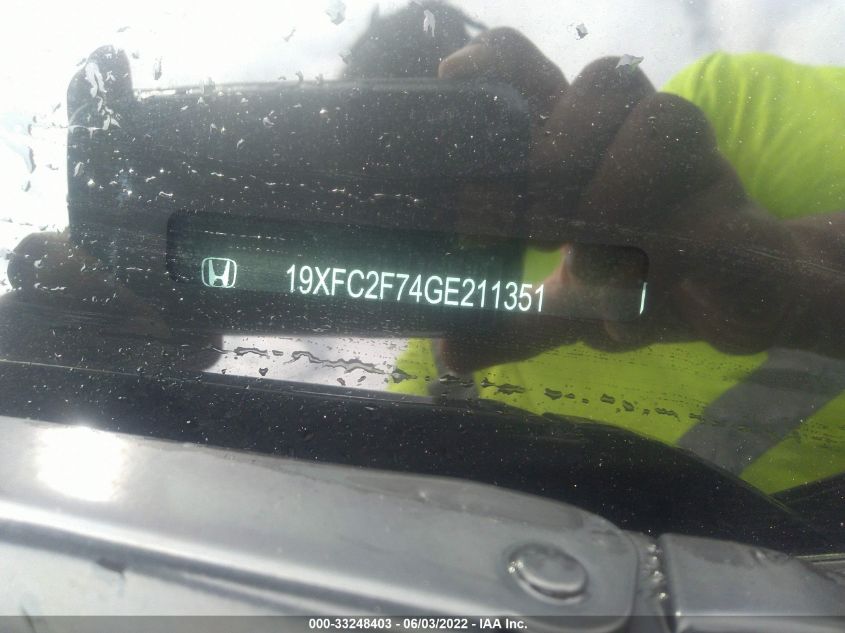 19XFC2F74GE211351
000-33248403 - 06/03/2022 - IAA Inc.